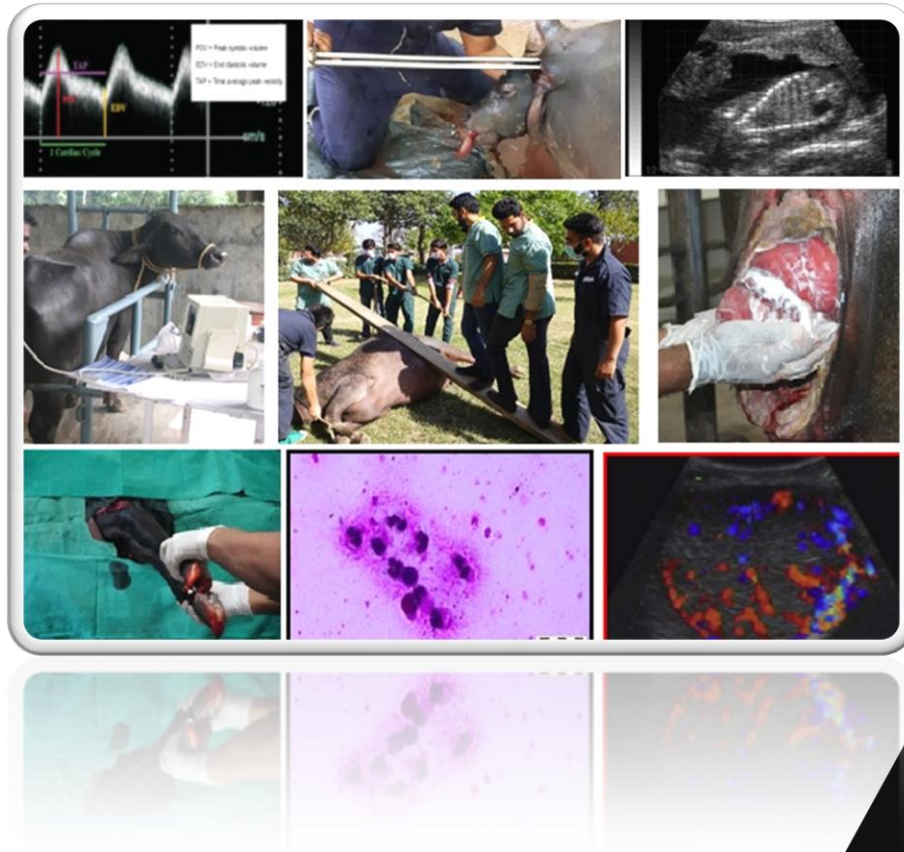 PSV = Peak systolic volume
EDV = End diastolic volume
TAP = Time average peak velocity
TAP
PSV
EDV
cm/s
1 Cardiac Cycle